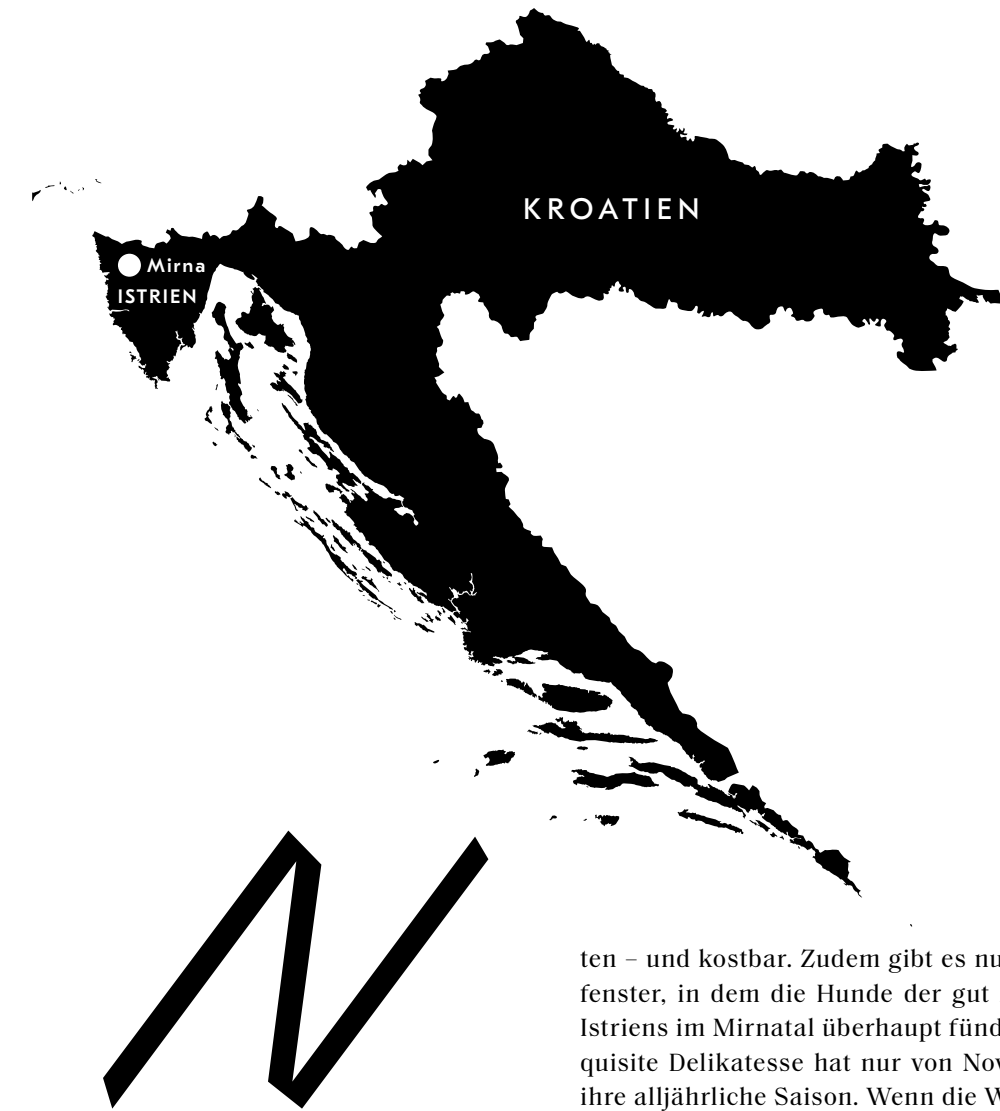 KROATIEN
Mirna
ISTRIEN
N
ten – und kostbar. Zudem gibt es nu
fenster, in dem die Hunde der gut
Istriens im Mirnatal überhaupt fünd
quisite Delikatesse hat nur von Nov
ihre alljährliche Saison. Wenn die W